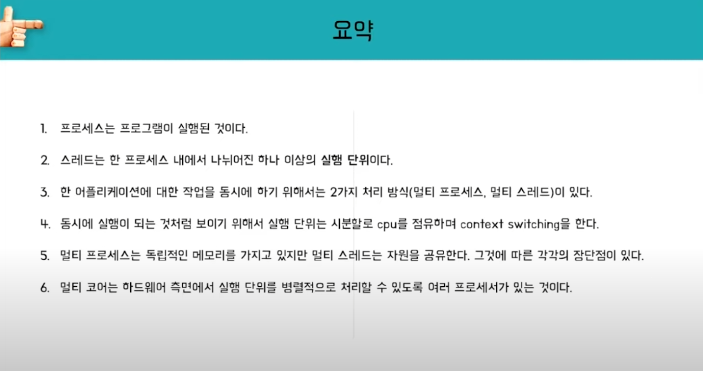 요약
1. 프로세스는 프로그램이 실행된 것이다.
2. 스레드는 한 프로세스 내에서 나뉘어진 하나 이상의 실행 단위이다.
3. 한 어플리케이션에 대한 작업을 동시에 하기 위해서는 2가지 처리 방식(멀티 프로세스, 멀티 스레드)이 있다.
4. 동시에 실행이 되는 것처럼 보이기 위해서 실행 단위는 시분할로 cpu를 점유하며 context switching을 한다.
5. 멀티 프로세스는 독립적인 메모리를 가지고 있지만 멀티 스레드는 자원을 공유한다. 그것에 따른 각각의 장단점이 있다.
6. 멀티 코어는 하드웨어 측면에서 실행 단위를 병렬적으로 처리할 수 있도록 여러 프로세서가 있는 것이다.